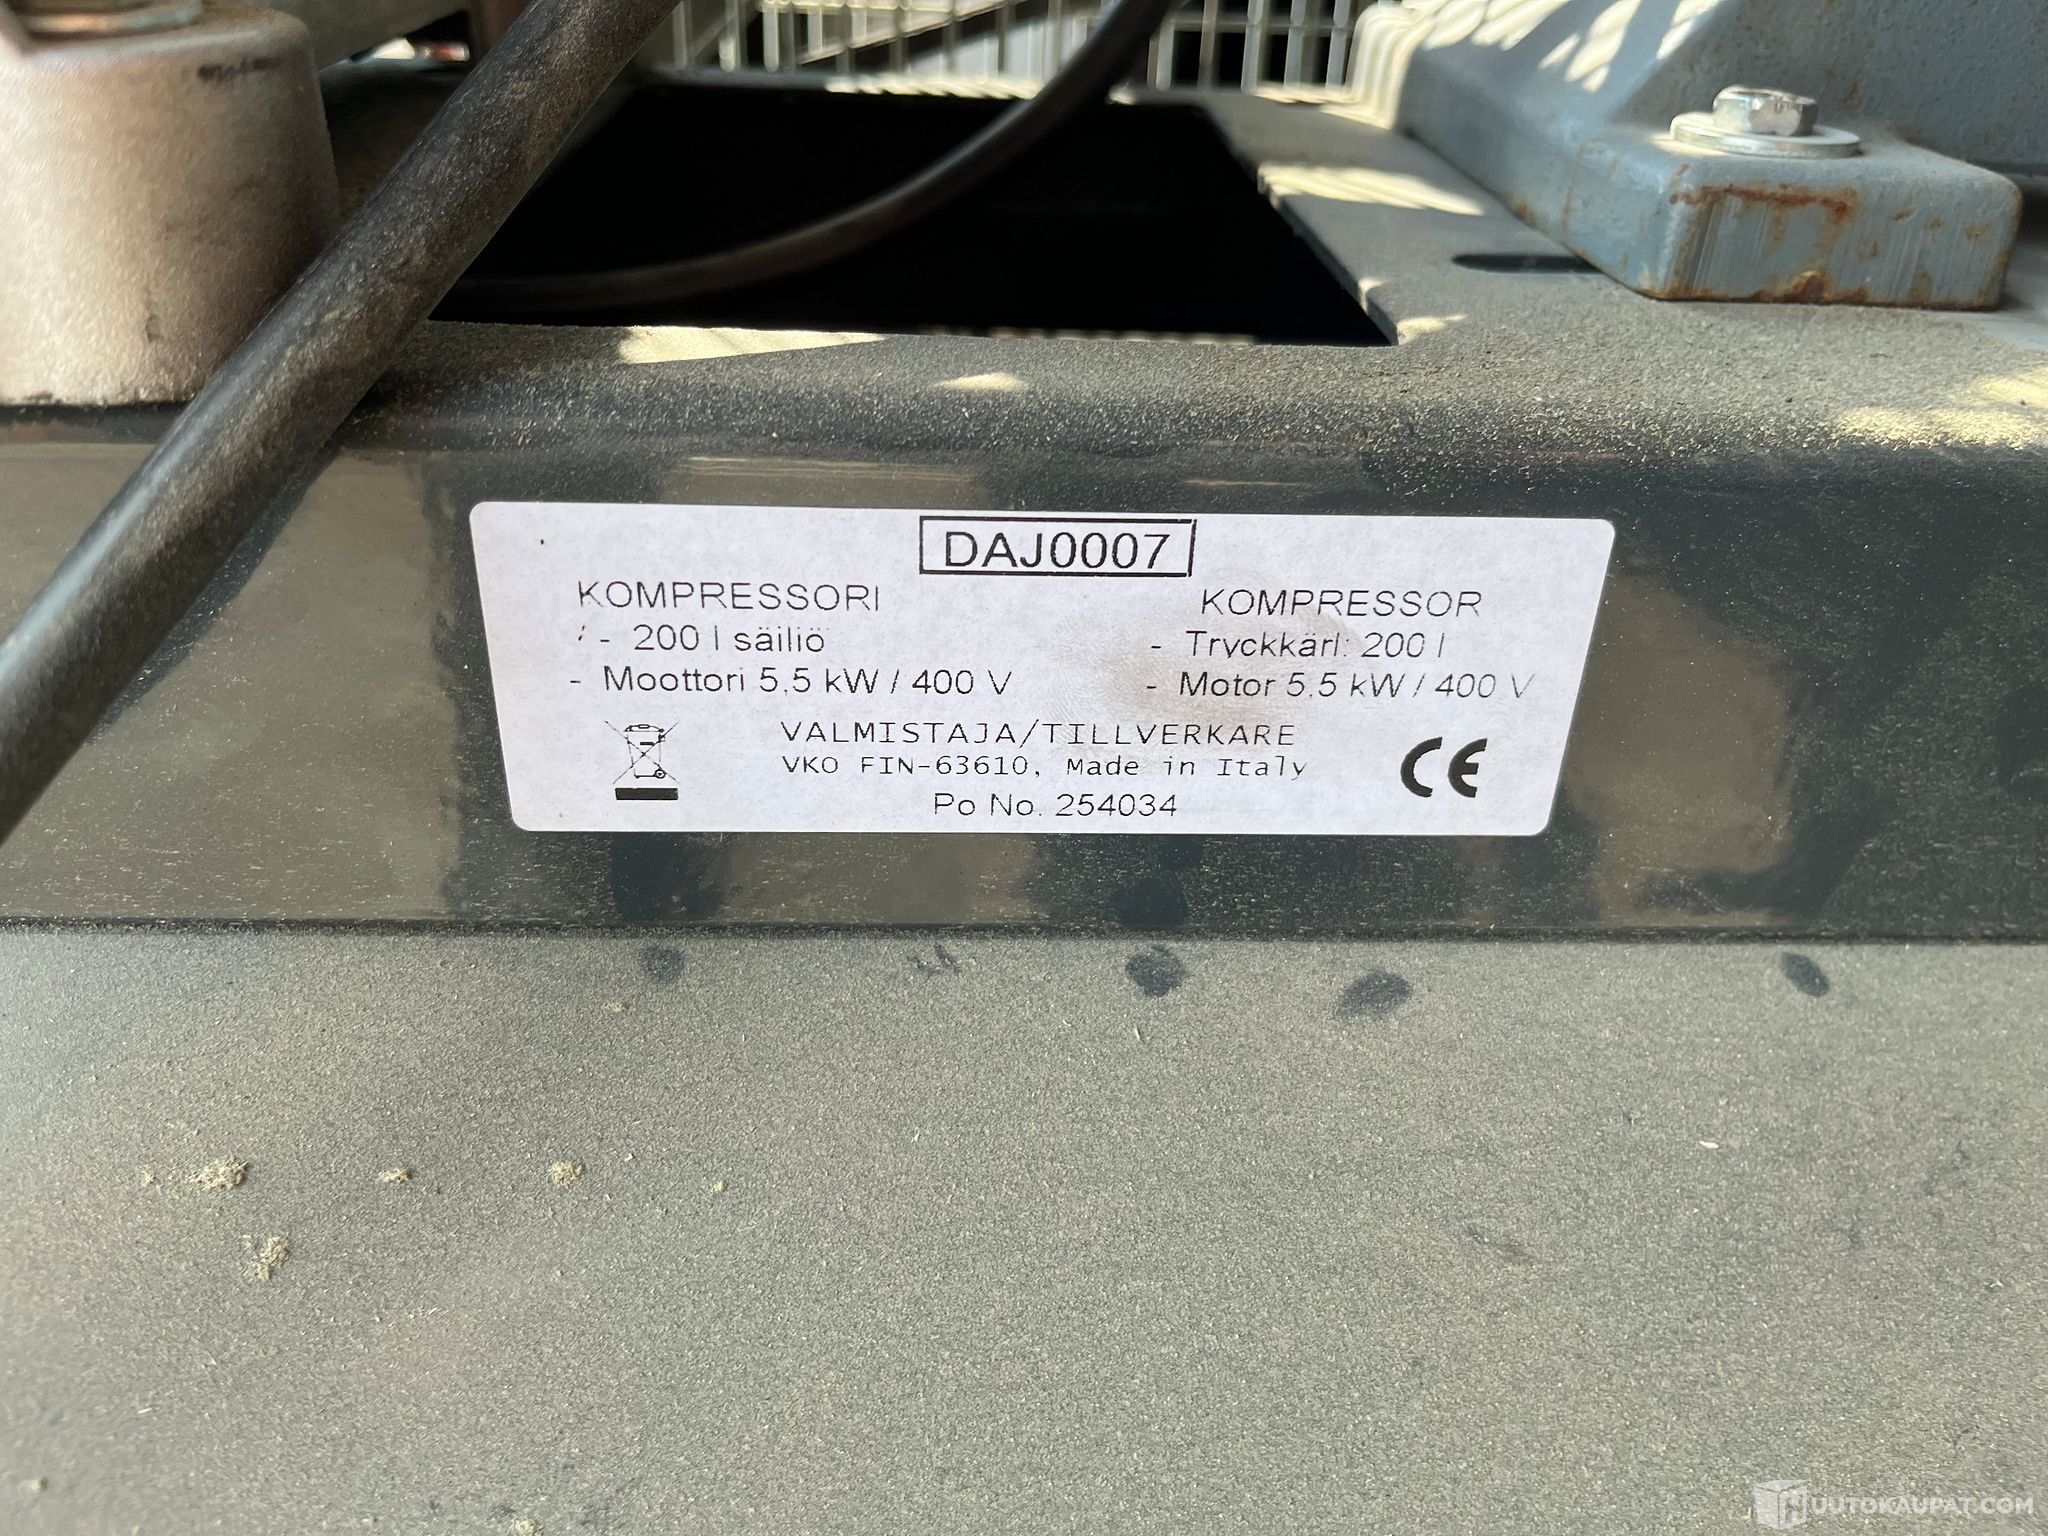 DAJ0007
KOMPRESSORI
- 200 l säiliö
- Moottori 5,5 kW / 400 V
KOMPRESSOR
- Tryckkärl: 200 l
- Motor 5,5 kW / 400 V
VALMISTAJA/TILLVERKARE
VKO FIN-63610, Made in Italy
Po No. 254034
CE
HUUTOKAUPAT.COM